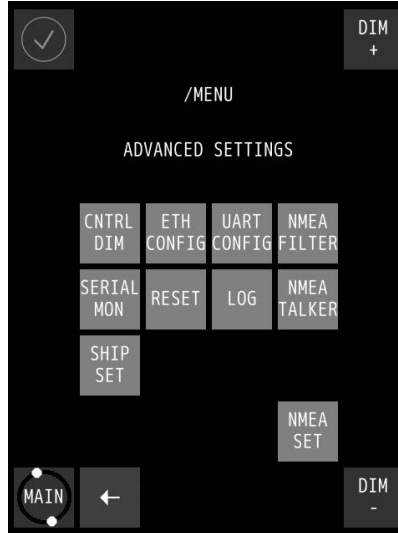 DIM
+
/MENU
ADVANCED SETTINGS
CNTRL
DIM
ETH
CONFIG
UART
CONFIG
NMEA
FILTER
SERIAL
MON
RESET
LOG
NMEA
TALKER
SHIP
SET
NMEA
SET
MAIN
←
DIM
-